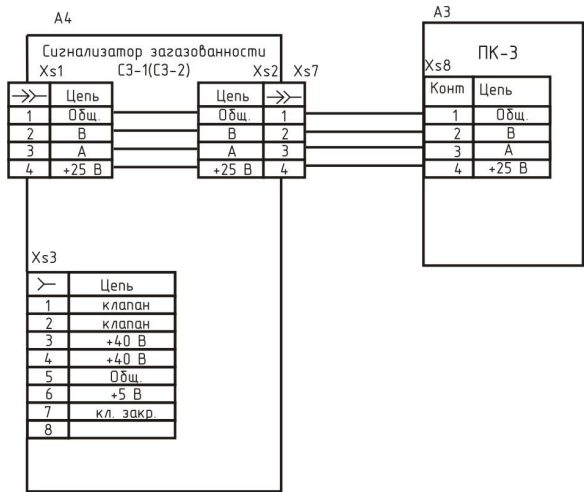 А4
Сигнализатор загазованности
СЗ-1(СЗ-2)
Xs1
Цепь
1 Общ.
2 В
3 А
4 +25 В
Xs2 Xs7
Цепь
Общ. 1
В 2
А 3
+25 В 4
А3
ПК-3
Xs8
Конт Цепь
1 Общ.
2 В
3 А
4 +25 В
Xs3
Цепь
1 клапан
2 клапан
3 +40 В
4 +40 В
5 Общ.
6 +5 В
7 кл. закр.
8